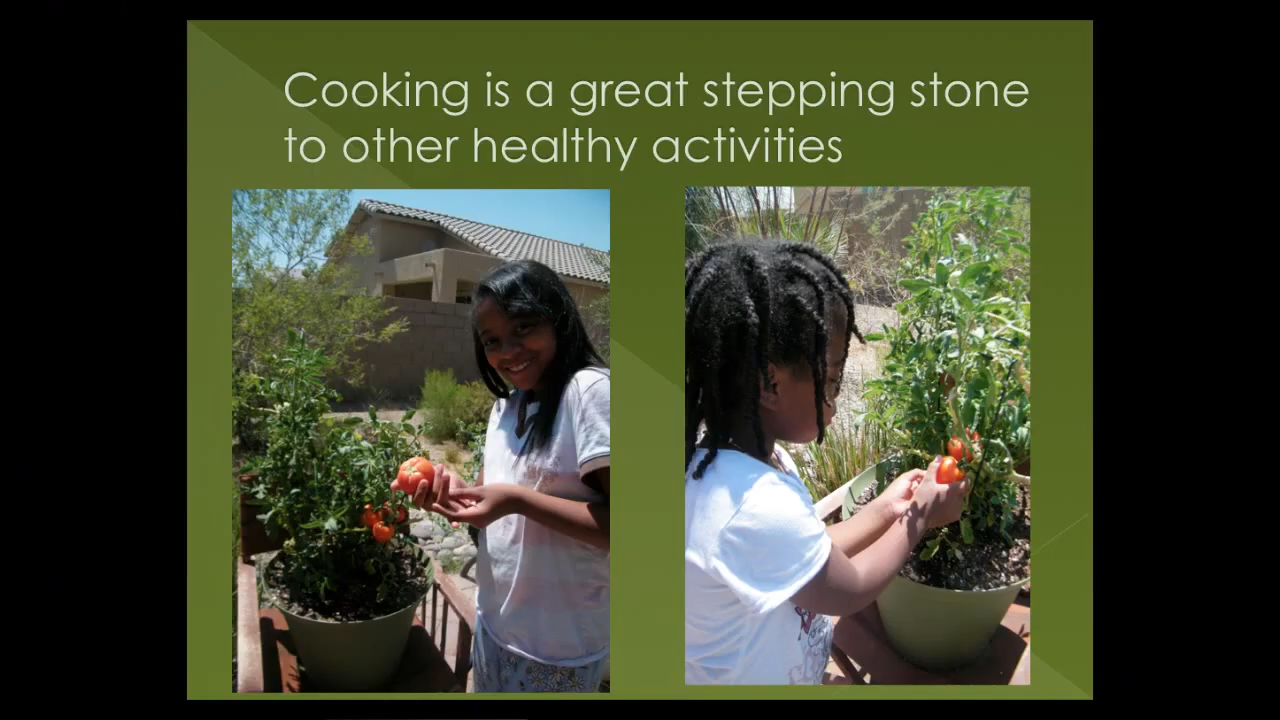 Cooking is a great stepping stone
to other healthy activities